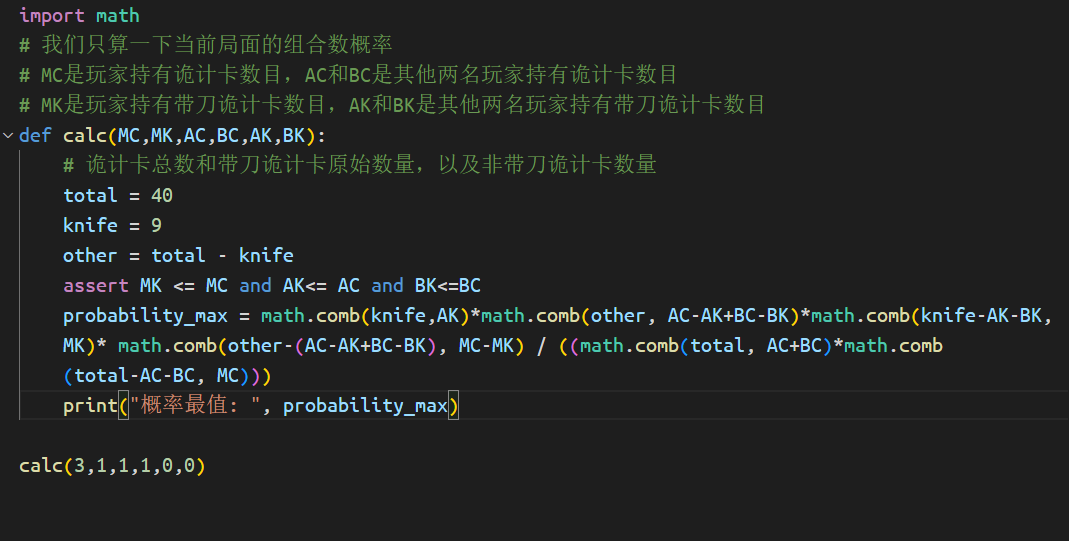 import math
# 我们只算一下当前局面的组合数概率
# MC是玩家持有诡计卡数目，AC和BC是其他两名玩家持有诡计卡数目
# MK是玩家持有带刀诡计卡数目，AK和BK是其他两名玩家持有带刀诡计卡数目
def calc(MC,MK,AC,BC,AK,BK):
    # 诡计卡总数和带刀诡计卡原始数量，以及非带刀诡计卡数量
    total = 40
    knife = 9
    other = total - knife
    assert MK <= MC and AK<= AC and BK<=BC
    probability_max = math.comb(knife,AK)*math.comb(other, AC-AK+BC-BK)*math.comb(knife-AK-BK,
    MK)* math.comb(other-(AC-AK+BC-BK), MC-MK) / ((math.comb(total, AC+BC)*math.comb
    (total-AC-BC, MC)))
    print("概率最值: ", probability_max)
calc(3,1,1,1,0,0)